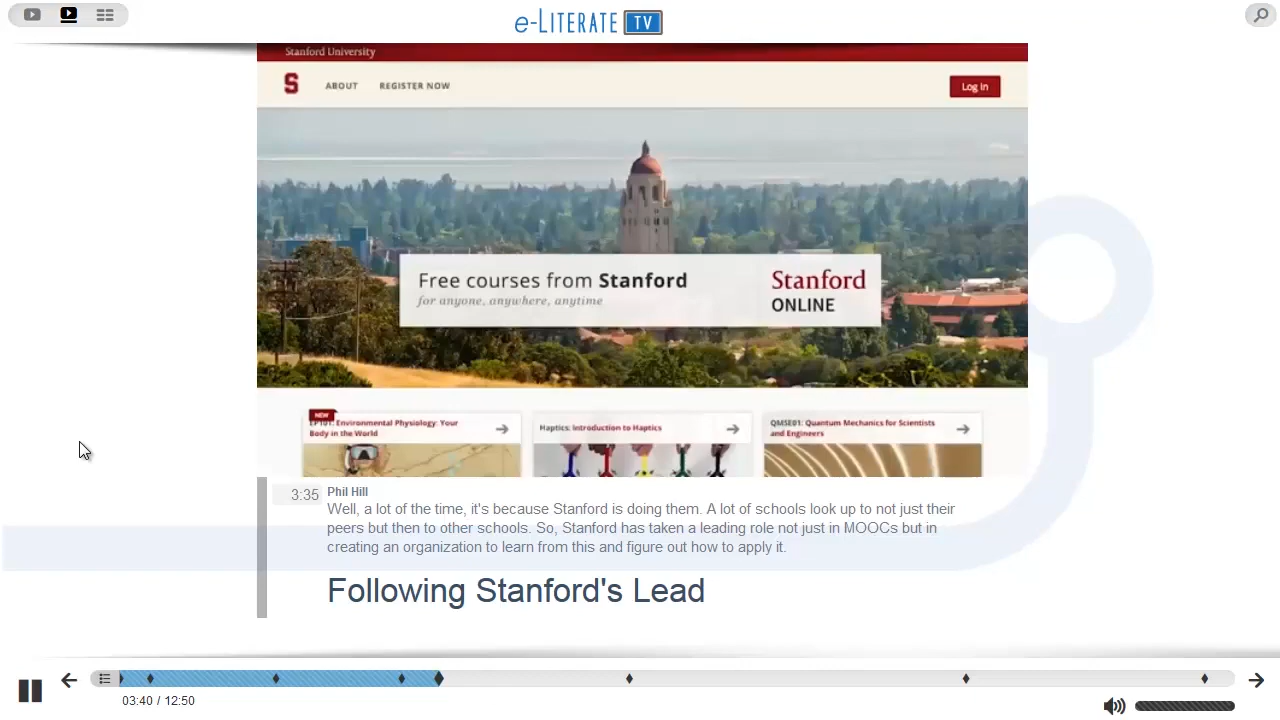 e-LITERATE TV
Stanford University
S
ABOUT REGISTER NOW
Log In
Free courses from Stanford
for anyone, anywhere, anytime
Stanford
ONLINE
NEW
EP101: Environmental Physiology: Your
Body in the World
Haptics: Introduction to Haptics
QMSE01: Quantum Mechanics for Scientists
and Engineers
3:35 Phil Hill
Well, a lot of the time, it's because Stanford is doing them. A lot of schools look up to not just their
peers but then to other schools. So, Stanford has taken a leading role not just in MOOCs but in
creating an organization to learn from this and figure out how to apply it.
Following Stanford's Lead
03:40 / 12:50